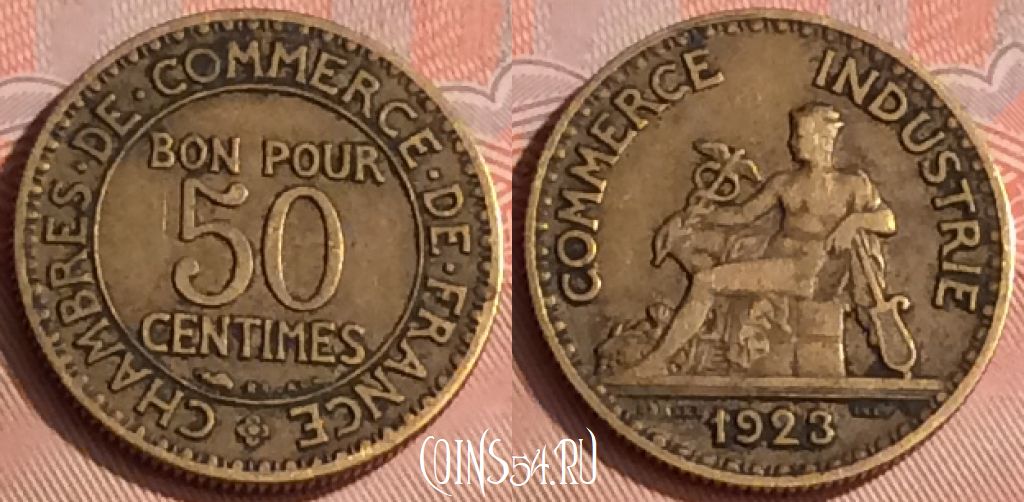 CHAMBRES · DE · COMMERCE · DE · FRANCE
BON POUR
50
CENTIMES
COMMERCE INDUSTRIE
1923
COINS54.RU